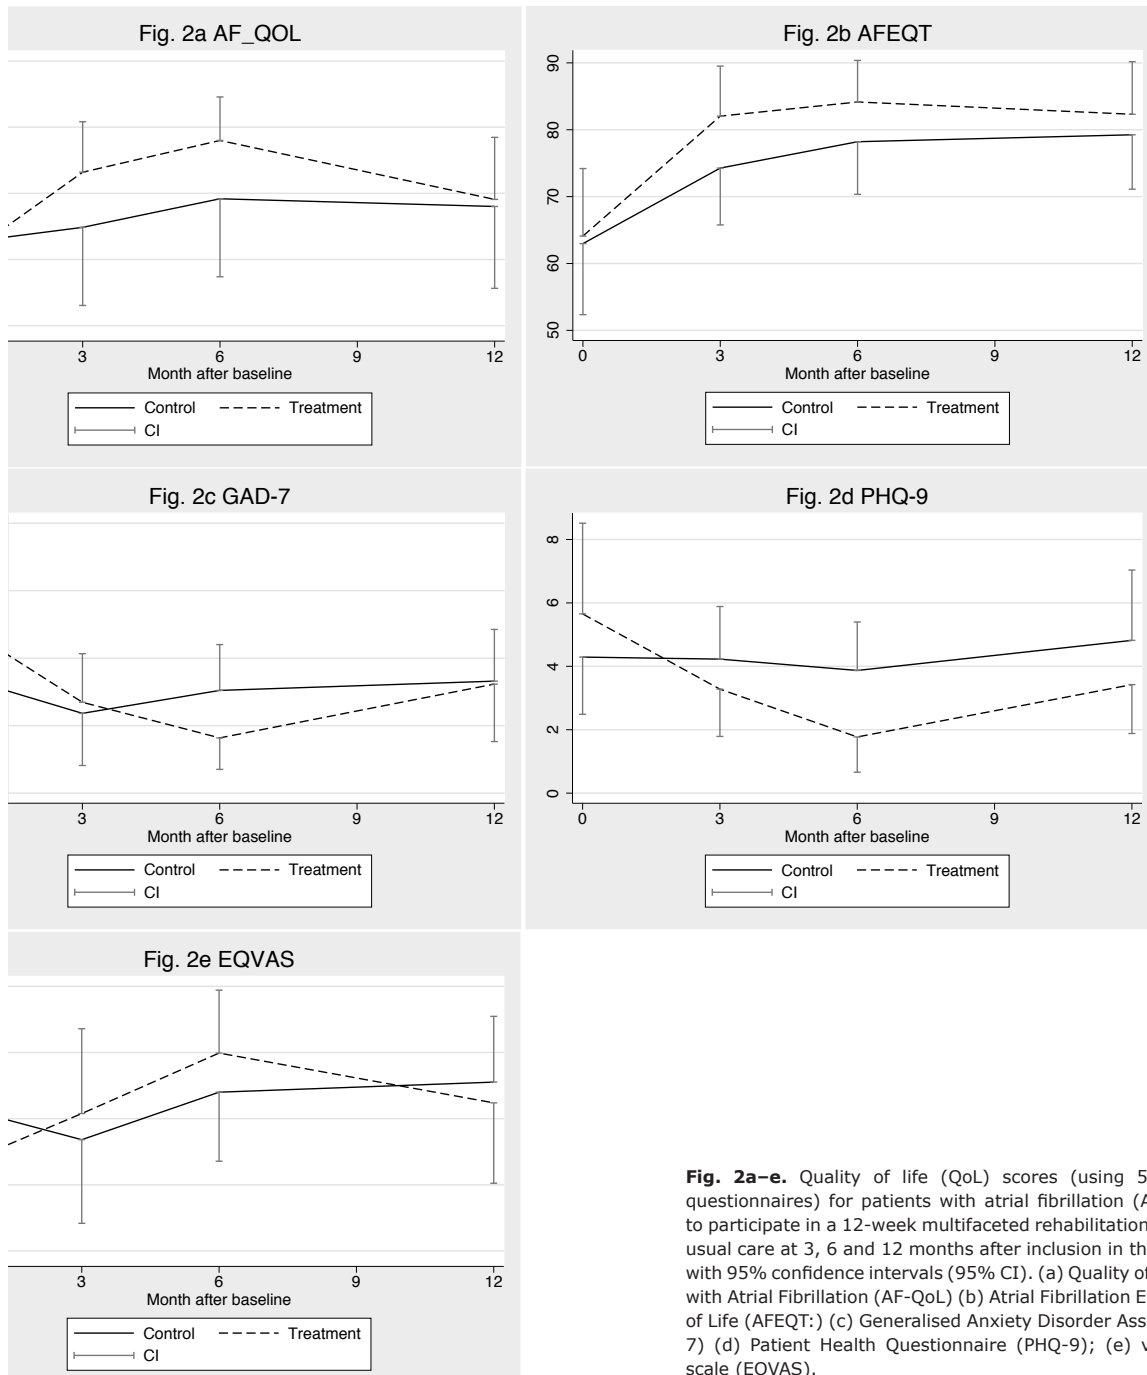 Fig. 2a AF_QOL
3
6
9
12
Month after baseline
Control
Treatment
CI
Fig. 2b AFEQT
90
80
70
60
50
0
3
6
9
12
Month after baseline
Control
Treatment
CI
Fig. 2c GAD-7
3
6
9
12
Month after baseline
Control
Treatment
CI
Fig. 2d PHQ-9
8
6
4
2
0
0
3
6
9
12
Month after baseline
Control
Treatment
CI
Fig. 2e EQVAS
3
6
9
12
Month after baseline
Control
Treatment
CI
Fig. 2a–e. Quality of life (QoL) scores (using 5
questionnaires) for patients with atrial fibrillation (
to participate in a 12-week multifaceted rehabilitation
usual care at 3, 6 and 12 months after inclusion in th
with 95% confidence intervals (95% CI). (a) Quality of
with Atrial Fibrillation (AF-QoL) (b) Atrial Fibrillation E
of Life (AFEQT:) (c) Generalised Anxiety Disorder Ass
7) (d) Patient Health Questionnaire (PHQ-9); (e) v
scale (EQVAS).